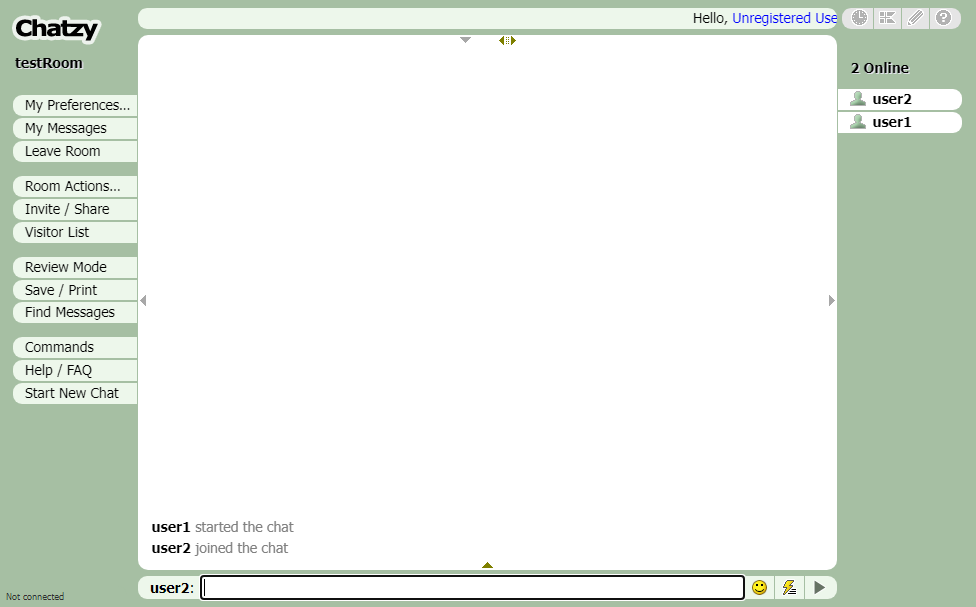 Chatzy
testRoom
Hello, Unregistered Use
My Preferences...
My Messages
Leave Room
Room Actions...
Invite / Share
Visitor List
Review Mode
Save / Print
Find Messages
Commands
Help / FAQ
Start New Chat
2 Online
user2
user1
user1 started the chat
user2 joined the chat
user2:
Not connected